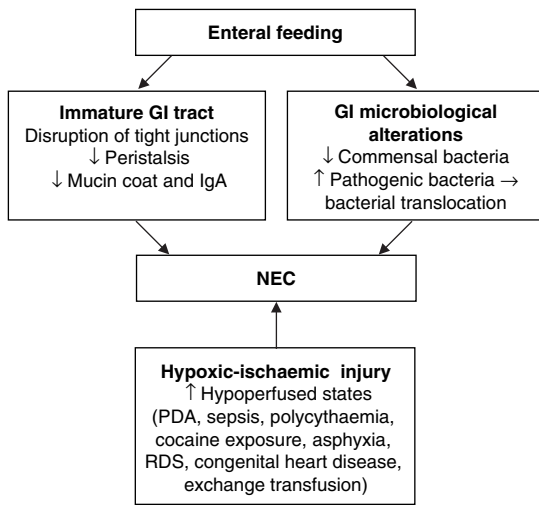 Enteral feeding
Immature GI tract
Disruption of tight junctions
↓ Peristalsis
↓ Mucin coat and IgA
GI microbiological
alterations
↓ Commensal bacteria
↑ Pathogenic bacteria →
bacterial translocation
NEC
Hypoxic-ischaemic injury
↑ Hypoperfused states
(PDA, sepsis, polycythaemia,
cocaine exposure, asphyxia,
RDS, congenital heart disease,
exchange transfusion)